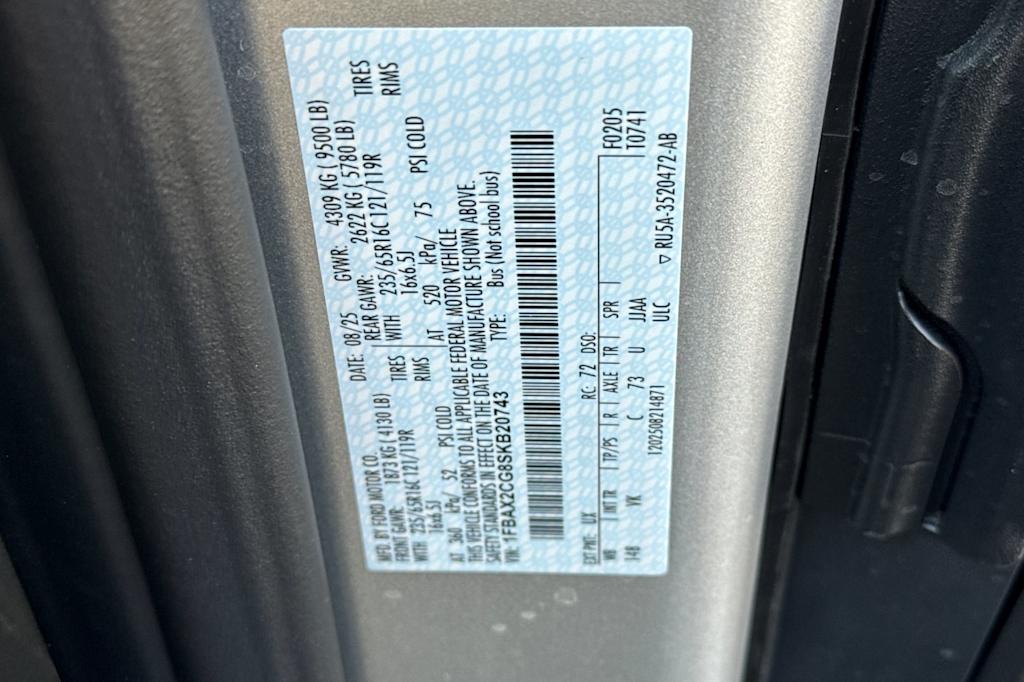 MFD. BY FORD MOTOR CO.
DATE: 08/25 GVWR: 4309 KG ( 9500 LB)
FRONT GAWR: 1873 KG ( 4130 LB) REAR GAWR: 2622 KG ( 5780 LB)
WITH 235/65R16C 121/119R TIRES WITH 235/65R16C 121/119R TIRES
16x6.5J RIMS 16x6.5J RIMS
AT 360 kPa/ 52 PSI COLD AT 520 kPa/ 75 PSI COLD
THIS VEHICLE CONFORMS TO ALL APPLICABLE FEDERAL MOTOR VEHICLE
SAFETY STANDARDS IN EFFECT ON THE DATE OF MANUFACTURE SHOWN ABOVE.
VIN: 1FBAX2CG8SKB20743 TYPE: Bus (Not school bus)
EXT PNT: UX RC: 72 DSO: F0205
WB INTR TP/PS R AXLE TR SPR T0741
148 VK C 73 U JJAA
1202508214871 ULC
▽ RU5A-3520472-AB